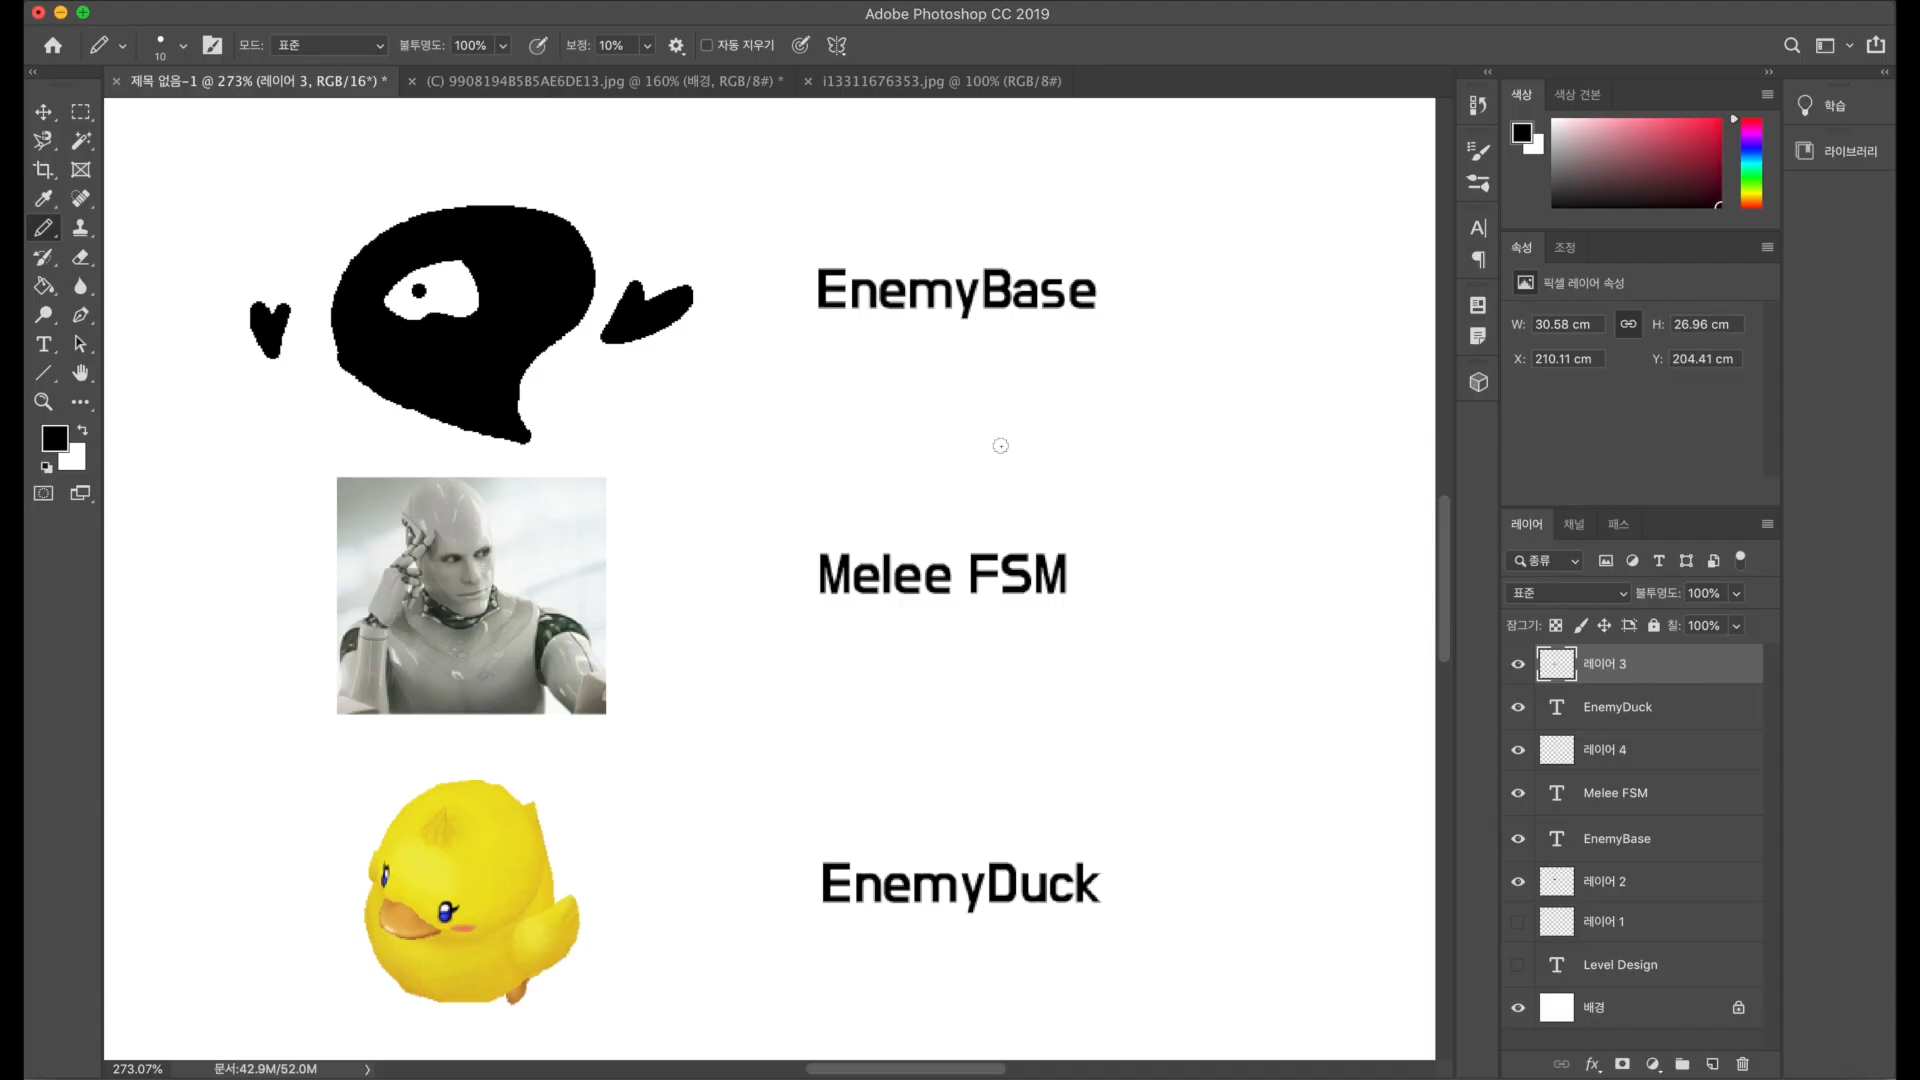 Adobe Photoshop CC 2019
10 모드: 표준 불투명도: 100% 보정: 10% 자동 지우기
제목 없음-1 @ 273% (레이어 3, RGB/16*) * (C) 9908194B5B5AE6DE13.jpg @ 160% (배경, RGB/8#) * i13311676353.jpg @ 100% (RGB/8#)
색상 색상 견본
학습
라이브러리
속성 조정
픽셀 레이어 속성
W: 30.58 cm H: 26.96 cm
X: 210.11 cm Y: 204.41 cm
EnemyBase
Melee FSM
EnemyDuck
레이어 채널 패스
종류
표준 불투명도: 100%
잠그기: 칠: 100%
레이어 3
EnemyDuck
레이어 4
Melee FSM
EnemyBase
레이어 2
레이어 1
Level Design
배경
273.07% 문서:42.9M/52.0M